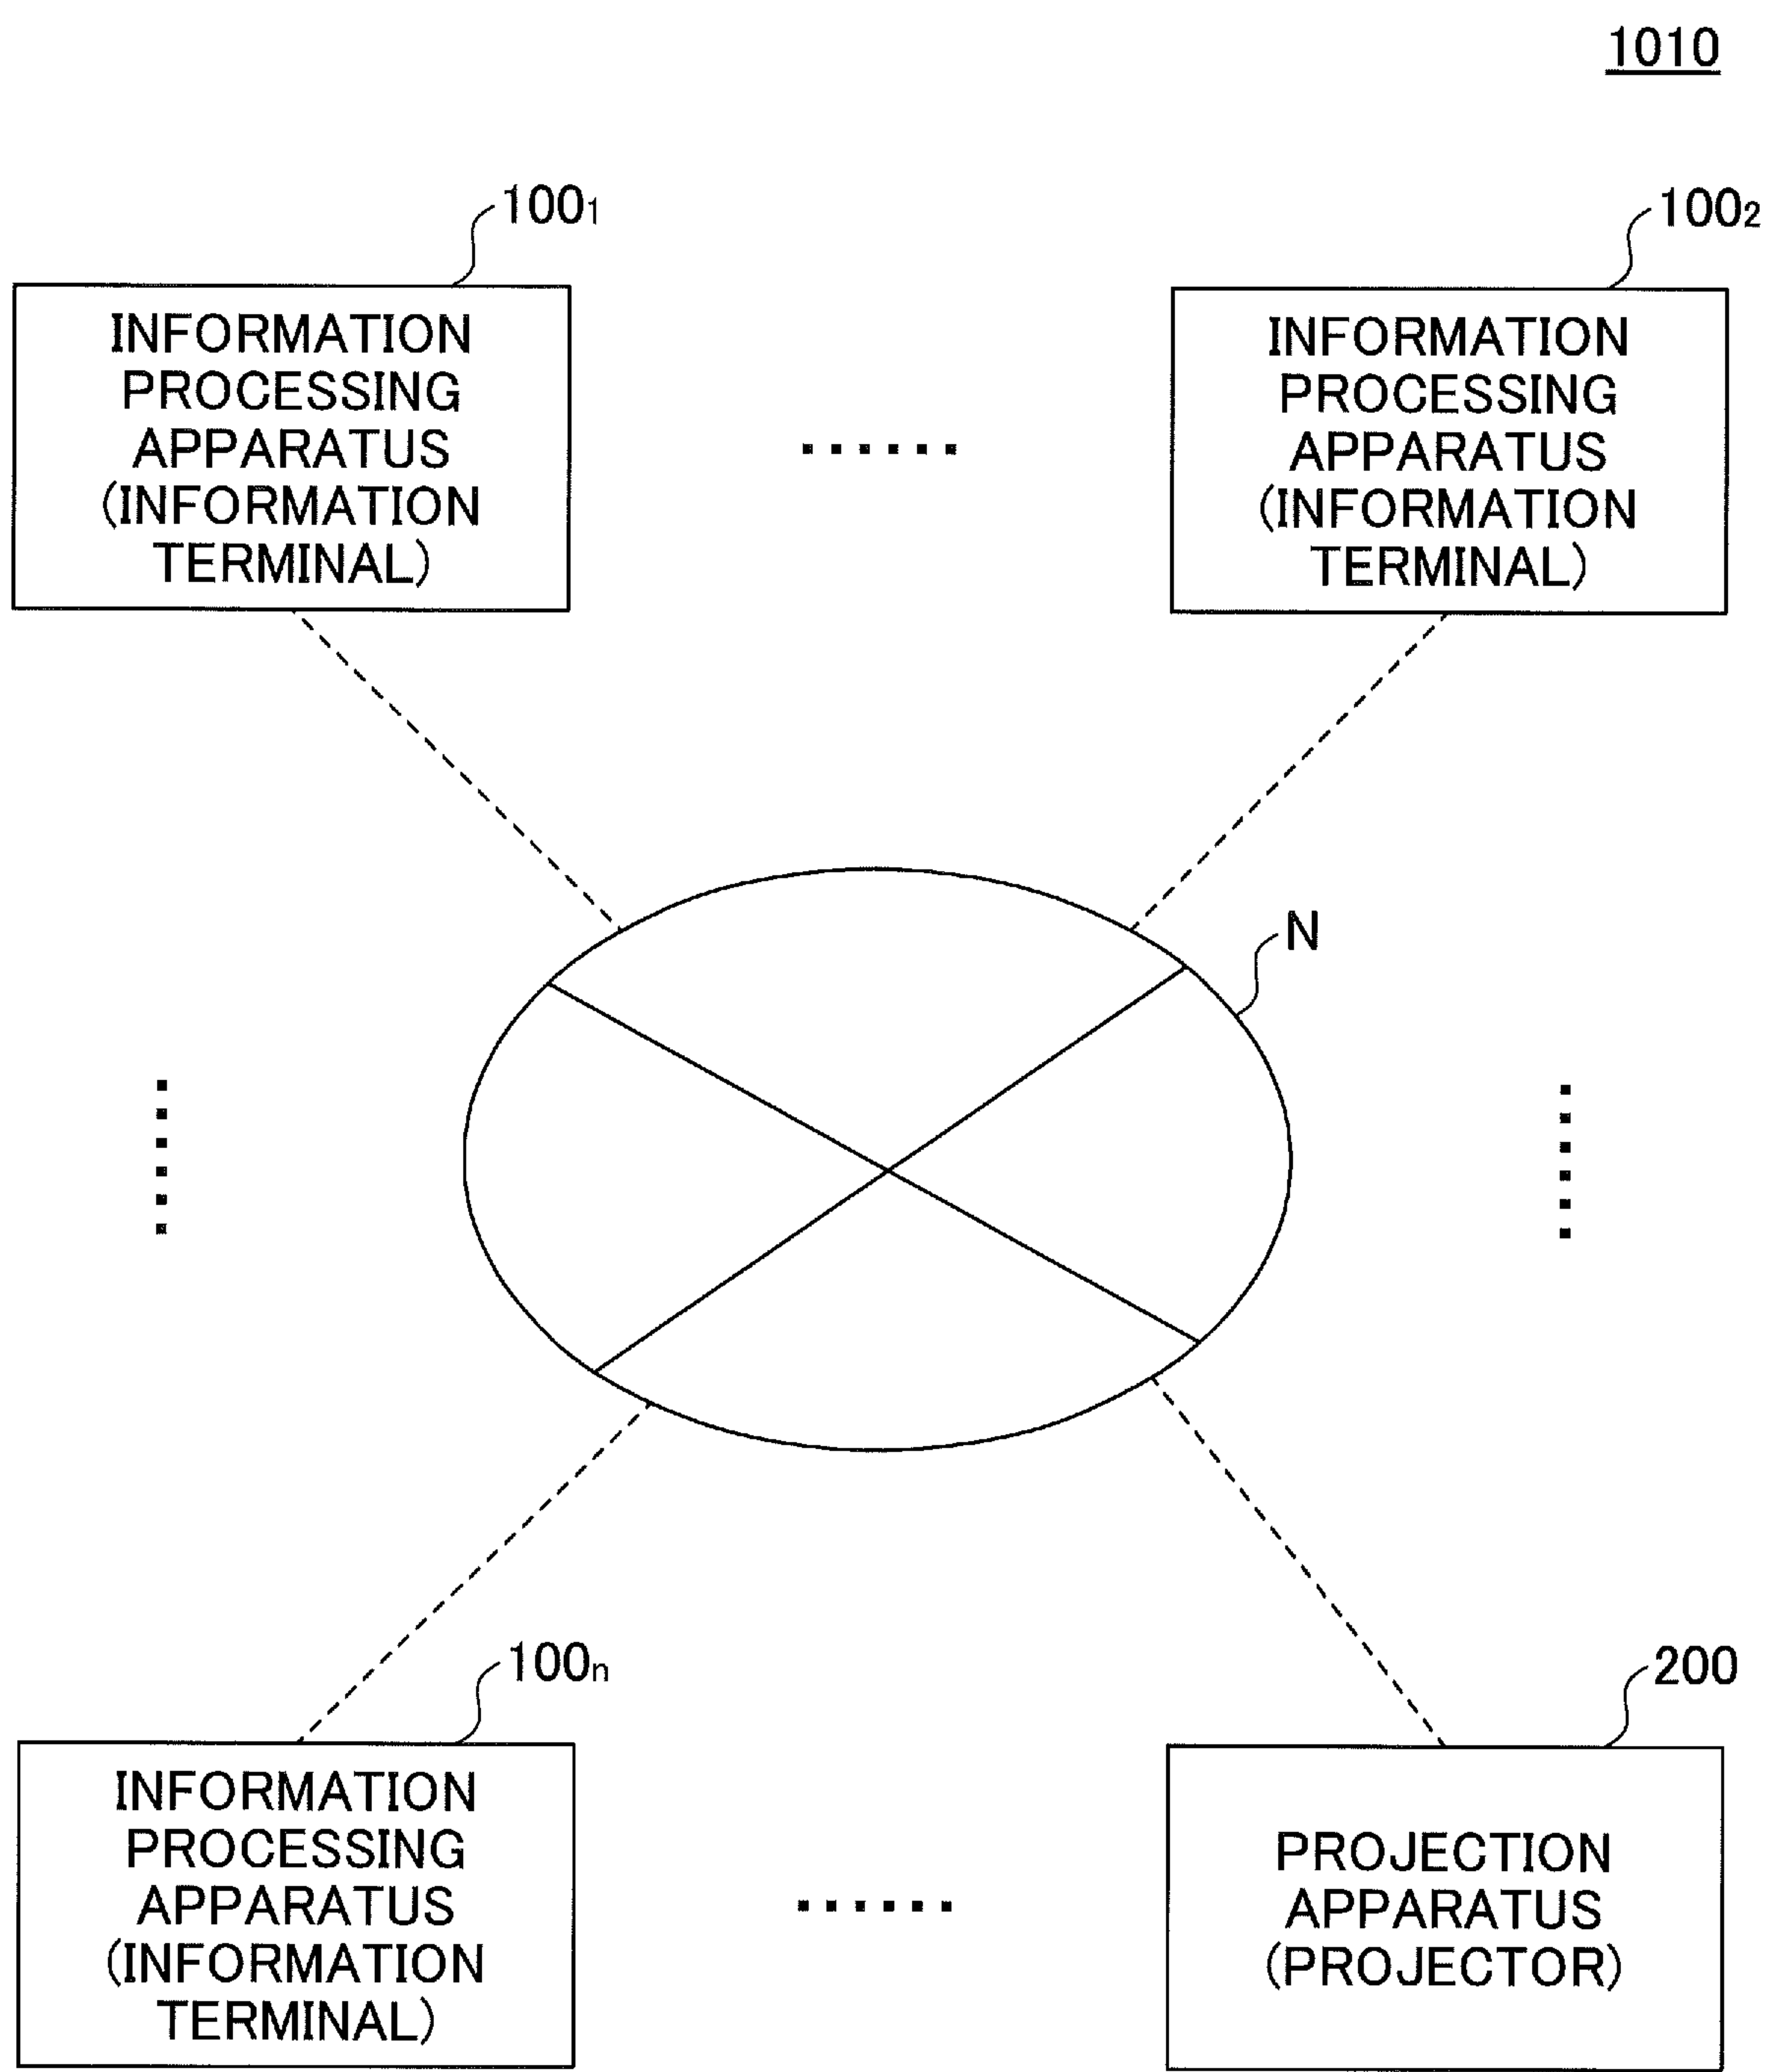 1010
100₁
INFORMATION
PROCESSING
APPARATUS
(INFORMATION
TERMINAL)
100₂
INFORMATION
PROCESSING
APPARATUS
(INFORMATION
TERMINAL)
N
100ₙ
INFORMATION
PROCESSING
APPARATUS
(INFORMATION
TERMINAL)
200
PROJECTION
APPARATUS
(PROJECTOR)